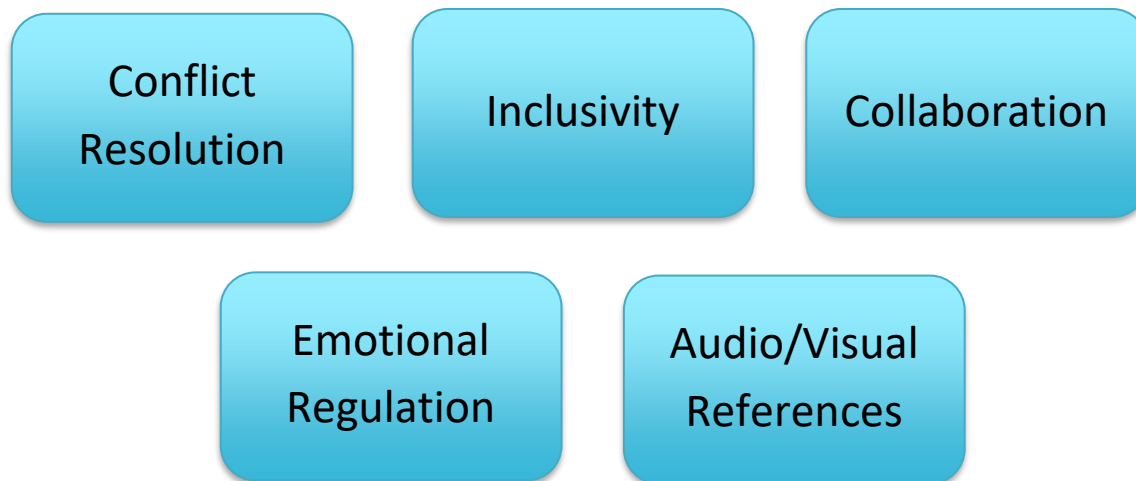 Conflict
Resolution
Inclusivity
Collaboration
Emotional
Regulation
Audio/Visual
References